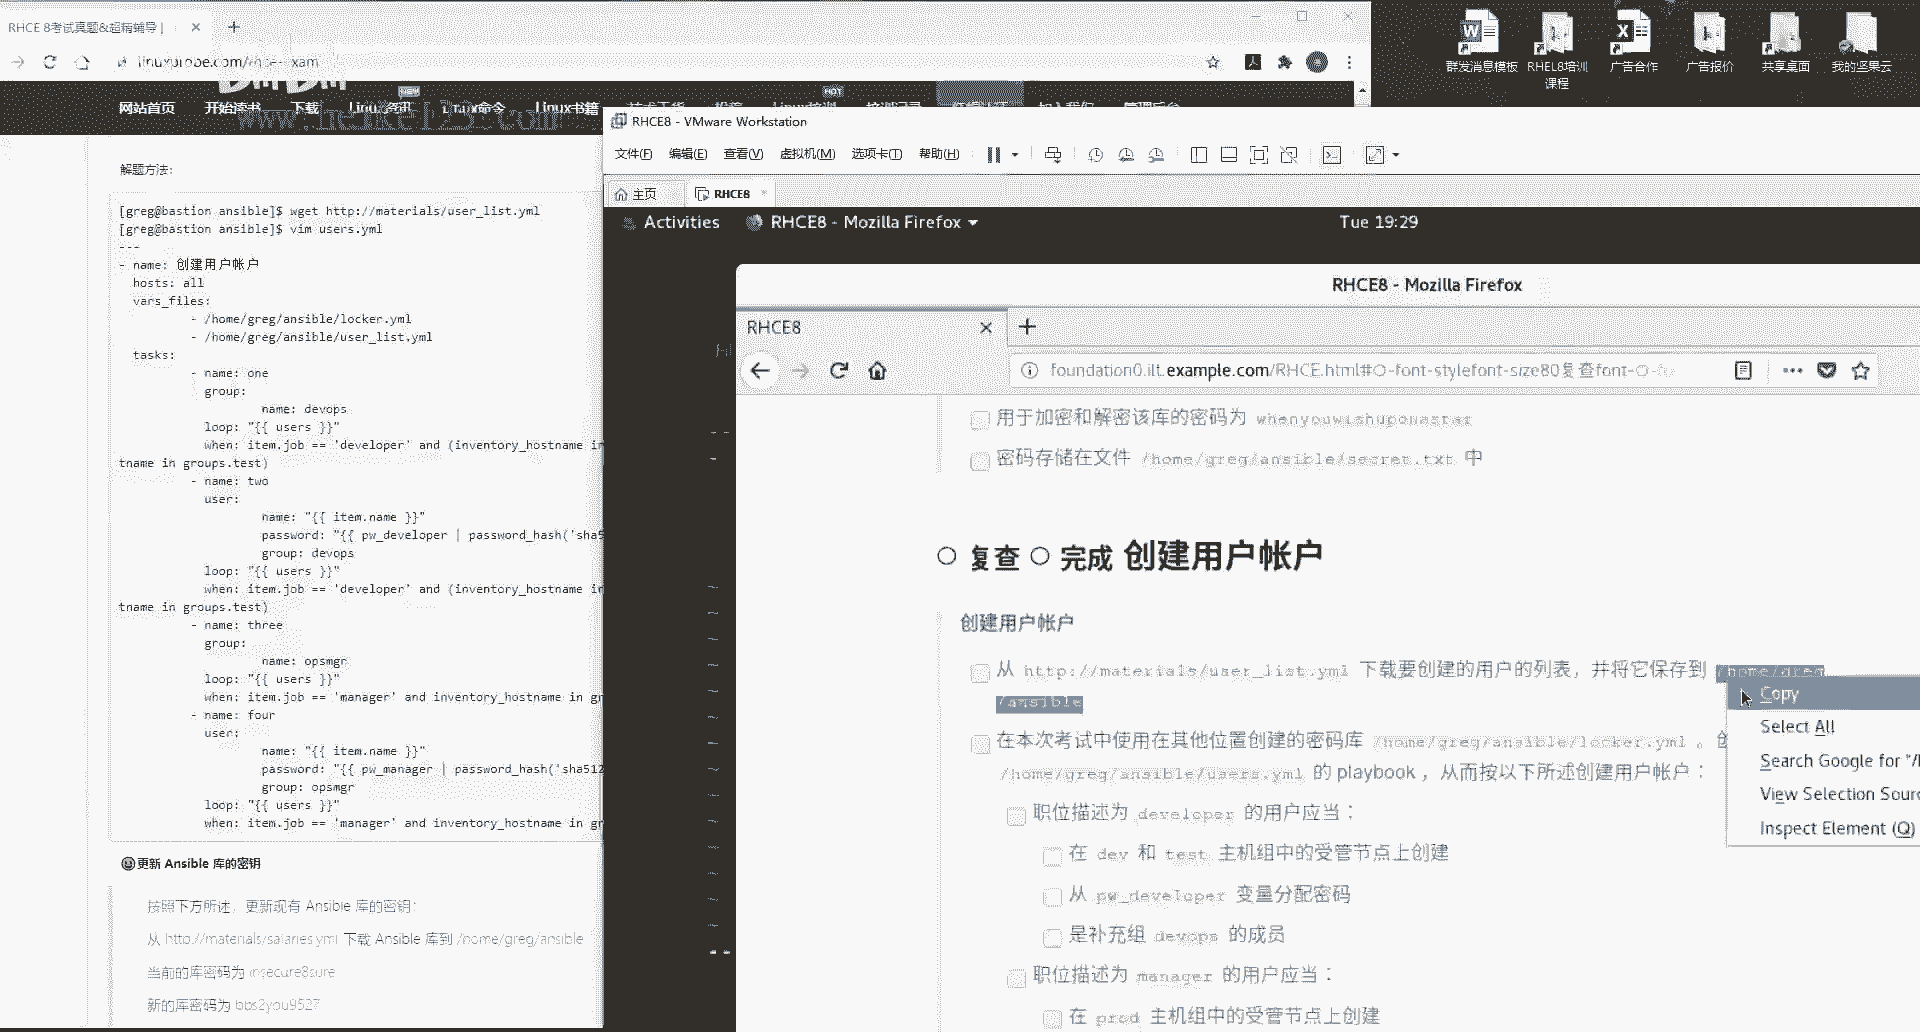 RHCE 8考试真题&超精辅导 |
linuxprobe.com/rhce-exam
www.henke123.com
网站首页 开始读书 下载 Linux资讯 Linux命令 Linux书籍
NEW
HOT
群发消息模板 RHEL8培训课程 广告合作 广告报价 共享桌面 我的坚果云
解题方法:
[greg@bastion ansible]$ wget http://materials/user_list.yml
[greg@bastion ansible]$ vim users.yml
---
- name: 创建用户帐户
hosts: all
vars_files:
- /home/greg/ansible/locker.yml
- /home/greg/ansible/user_list.yml
tasks:
- name: one
group:
name: devops
loop: "{{ users }}"
when: item.job == 'developer' and (inventory_hostname in
tname in groups.test)
- name: two
user:
name: "{{ item.name }}"
password: "{{ pw_developer | password_hash('sha5
group: devops
loop: "{{ users }}"
when: item.job == 'developer' and (inventory_hostname in
tname in groups.test)
- name: three
group:
name: opsmgr
loop: "{{ users }}"
when: item.job == 'manager' and inventory_hostname in gr
- name: four
user:
name: "{{ item.name }}"
password: "{{ pw_manager | password_hash('sha512
group: opsmgr
loop: "{{ users }}"
when: item.job == 'manager' and inventory_hostname in gr
更新 Ansible 库的密钥
按照下方所述，更新现有 Ansible 库的密钥:
从 http://materials/salaries.yml 下载 Ansible 库到 /home/greg/ansible
当前的库密码为 insecure8sure
新的库密码为 bbs2you9527
RHCE8 - VMware Workstation
文件(F) 编辑(E) 查看(V) 虚拟机(M) 选项卡(T) 帮助(H)
主页 RHCE8
Activities RHCE8 - Mozilla Firefox Tue 19:29
RHCE8 - Mozilla Firefox
RHCE8
foundation0.ilt.example.com/RHCE.html#○-font-stylefont-size80复查font-○-fo
用于加密和解密该库的密码为 whenyouwishuponastar
密码存储在文件 /home/greg/ansible/secret.txt 中
○ 复查 ○ 完成 创建用户帐户
创建用户帐户
从 http://materials/user_list.yml 下载要创建的用户的列表，并将它保存到 /home/greg
/ansible
在本次考试中使用在其他位置创建的密码库 /home/greg/ansible/locker.yml 。创
/home/greg/ansible/users.yml 的 playbook ，从而按以下所述创建用户帐户：
职位描述为 developer 的用户应当：
在 dev 和 test 主机组中的受管节点上创建
从 pw_developer 变量分配密码
是补充组 devops 的成员
职位描述为 manager 的用户应当：
在 prod 主机组中的受管节点上创建
Copy
Select All
Search Google for "/h
View Selection Sourc
Inspect Element (Q)